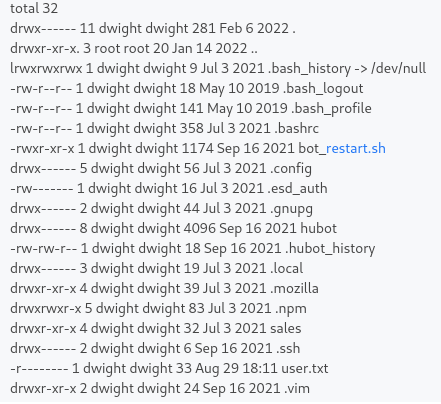 total 32
drwx------ 11 dwight dwight 281 Feb 6 2022 .
drwxr-xr-x. 3 root root 20 Jan 14 2022 ..
lrwxrwxrwx 1 dwight dwight 9 Jul 3 2021 .bash_history -> /dev/null
-rw-r--r-- 1 dwight dwight 18 May 10 2019 .bash_logout
-rw-r--r-- 1 dwight dwight 141 May 10 2019 .bash_profile
-rw-r--r-- 1 dwight dwight 358 Jul 3 2021 .bashrc
-rwxr-xr-x 1 dwight dwight 1174 Sep 16 2021 bot_restart.sh
drwx------ 5 dwight dwight 56 Jul 3 2021 .config
-rw------- 1 dwight dwight 16 Jul 3 2021 .esd_auth
drwx------ 2 dwight dwight 44 Jul 3 2021 .gnupg
drwx------ 8 dwight dwight 4096 Sep 16 2021 hubot
-rw-rw-r-- 1 dwight dwight 18 Sep 16 2021 .hubot_history
drwx------ 3 dwight dwight 19 Jul 3 2021 .local
drwxr-xr-x 4 dwight dwight 39 Jul 3 2021 .mozilla
drwxrwxr-x 5 dwight dwight 83 Jul 3 2021 .npm
drwxr-xr-x 4 dwight dwight 32 Jul 3 2021 sales
drwx------ 2 dwight dwight 6 Sep 16 2021 .ssh
-r-------- 1 dwight dwight 33 Aug 29 18:11 user.txt
drwxr-xr-x 2 dwight dwight 24 Sep 16 2021 .vim